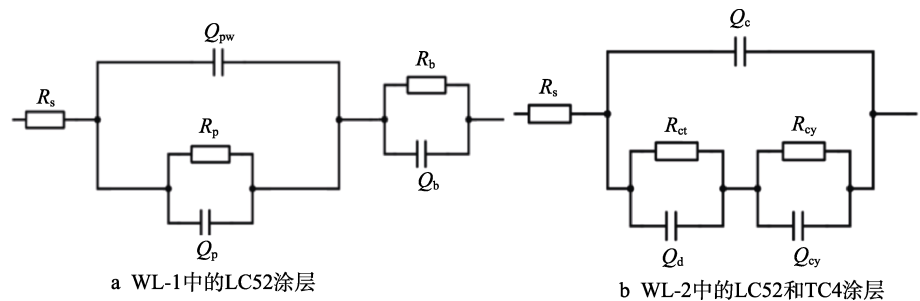 Q_pw
R_b
R_s
R_p
Q_b
Q_p
a WL-1中的LC52涂层
Q_c
R_s
R_ct
R_cy
Q_d
Q_cy
b WL-2中的LC52和TC4涂层